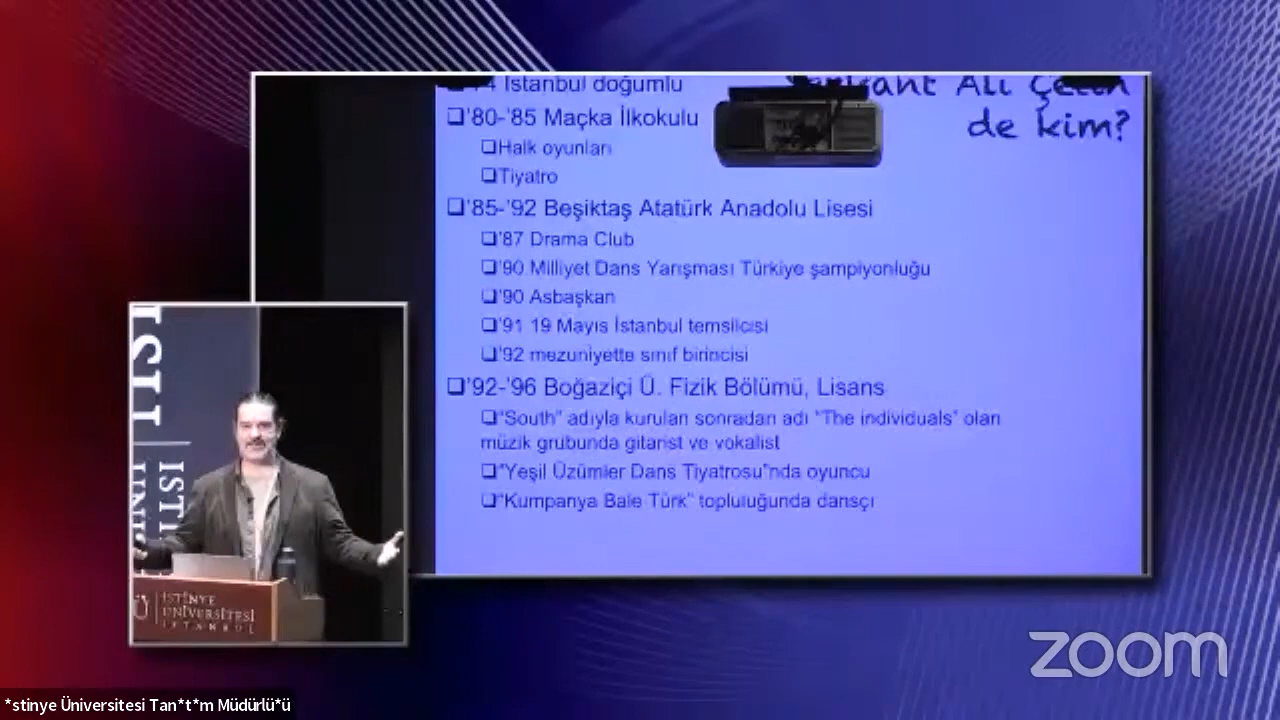 İstanbul doğumlu
Ali Çetin
de kim?
❑'80-'85 Maçka İlkokulu
❑Halk oyunları
❑Tiyatro
❑'85-'92 Beşiktaş Atatürk Anadolu Lisesi
❑'87 Drama Club
❑'90 Milliyet Dans Yarışması Türkiye şampiyonluğu
❑'90 Asbaşkan
❑'91 19 Mayıs İstanbul temsilcisi
❑'92 mezuniyette sınıf birincisi
❑'92-'96 Boğaziçi Ü. Fizik Bölümü, Lisans
❑"South" adıyla kurulan sonradan adı "The individuals" olan
müzik grubunda gitarist ve vokalist
❑"Yeşil Üzümler Dans Tiyatrosu"nda oyuncu
❑"Kumpanya Bale Türk" topluluğunda dansçı
İSTİNYE
ÜNİVERSİTESİ
İSTANBUL
zoom
*stinye Üniversitesi Tan*t*m Müdürlü*ü